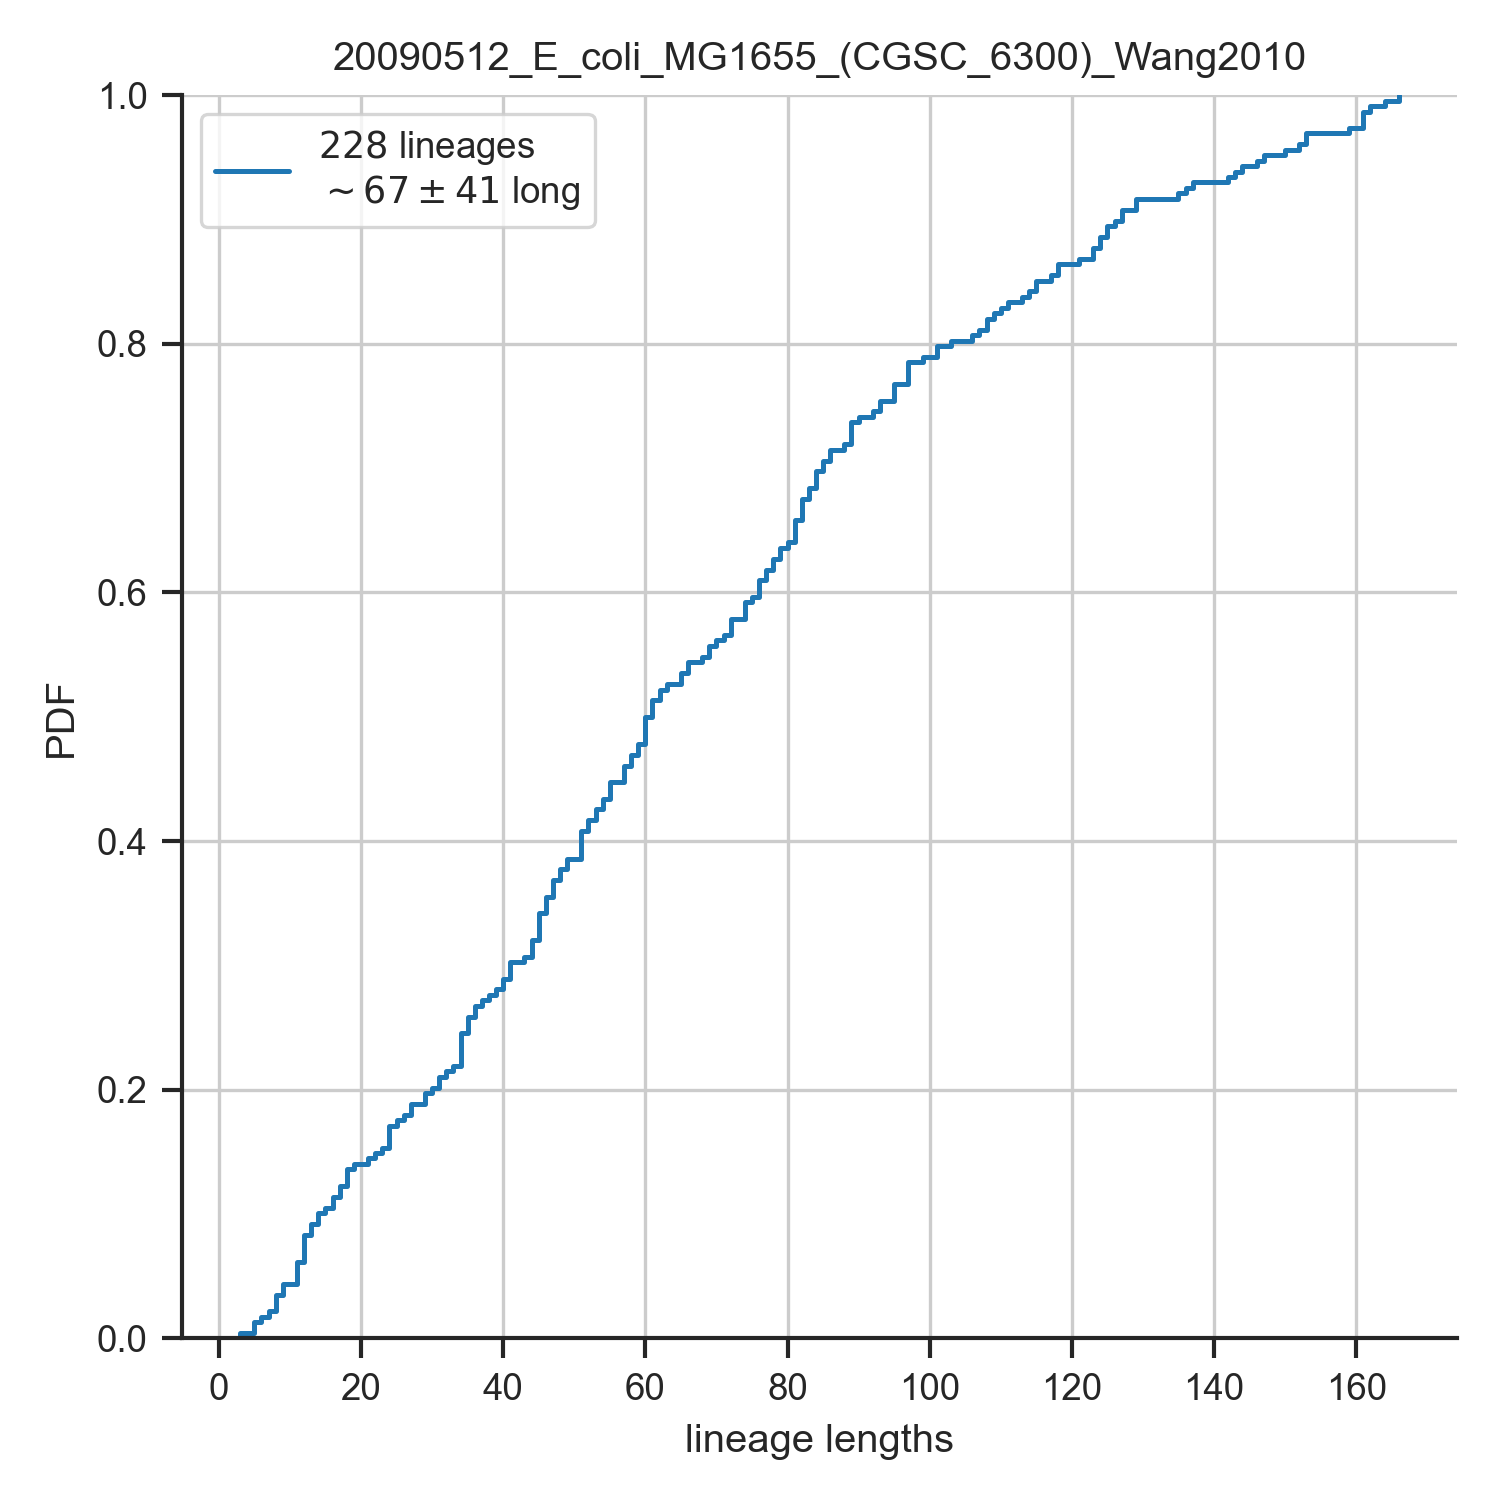 20090512_E_coli_MG1655_(CGSC_6300)_Wang2010
1.0
228 lineages
~ 67 ± 41 long
0.8
0.6
PDF
0.4
0.2
0.0
0 20 40 60 80 100 120 140 160
lineage lengths